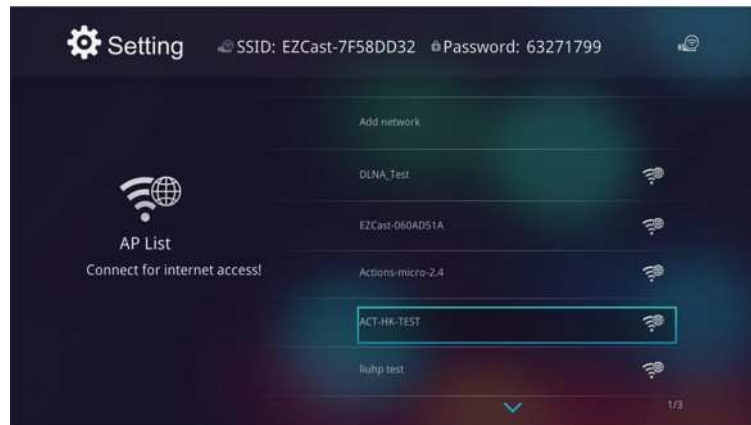 Setting SSID: EZCast-7F58DD32 Password: 63271799
Add network
DLNA_Test
EZCast-060AD51A
AP List
Connect for internet access!
Actions-micro-2.4
ACT-HK-TEST
liuhp test
1/3